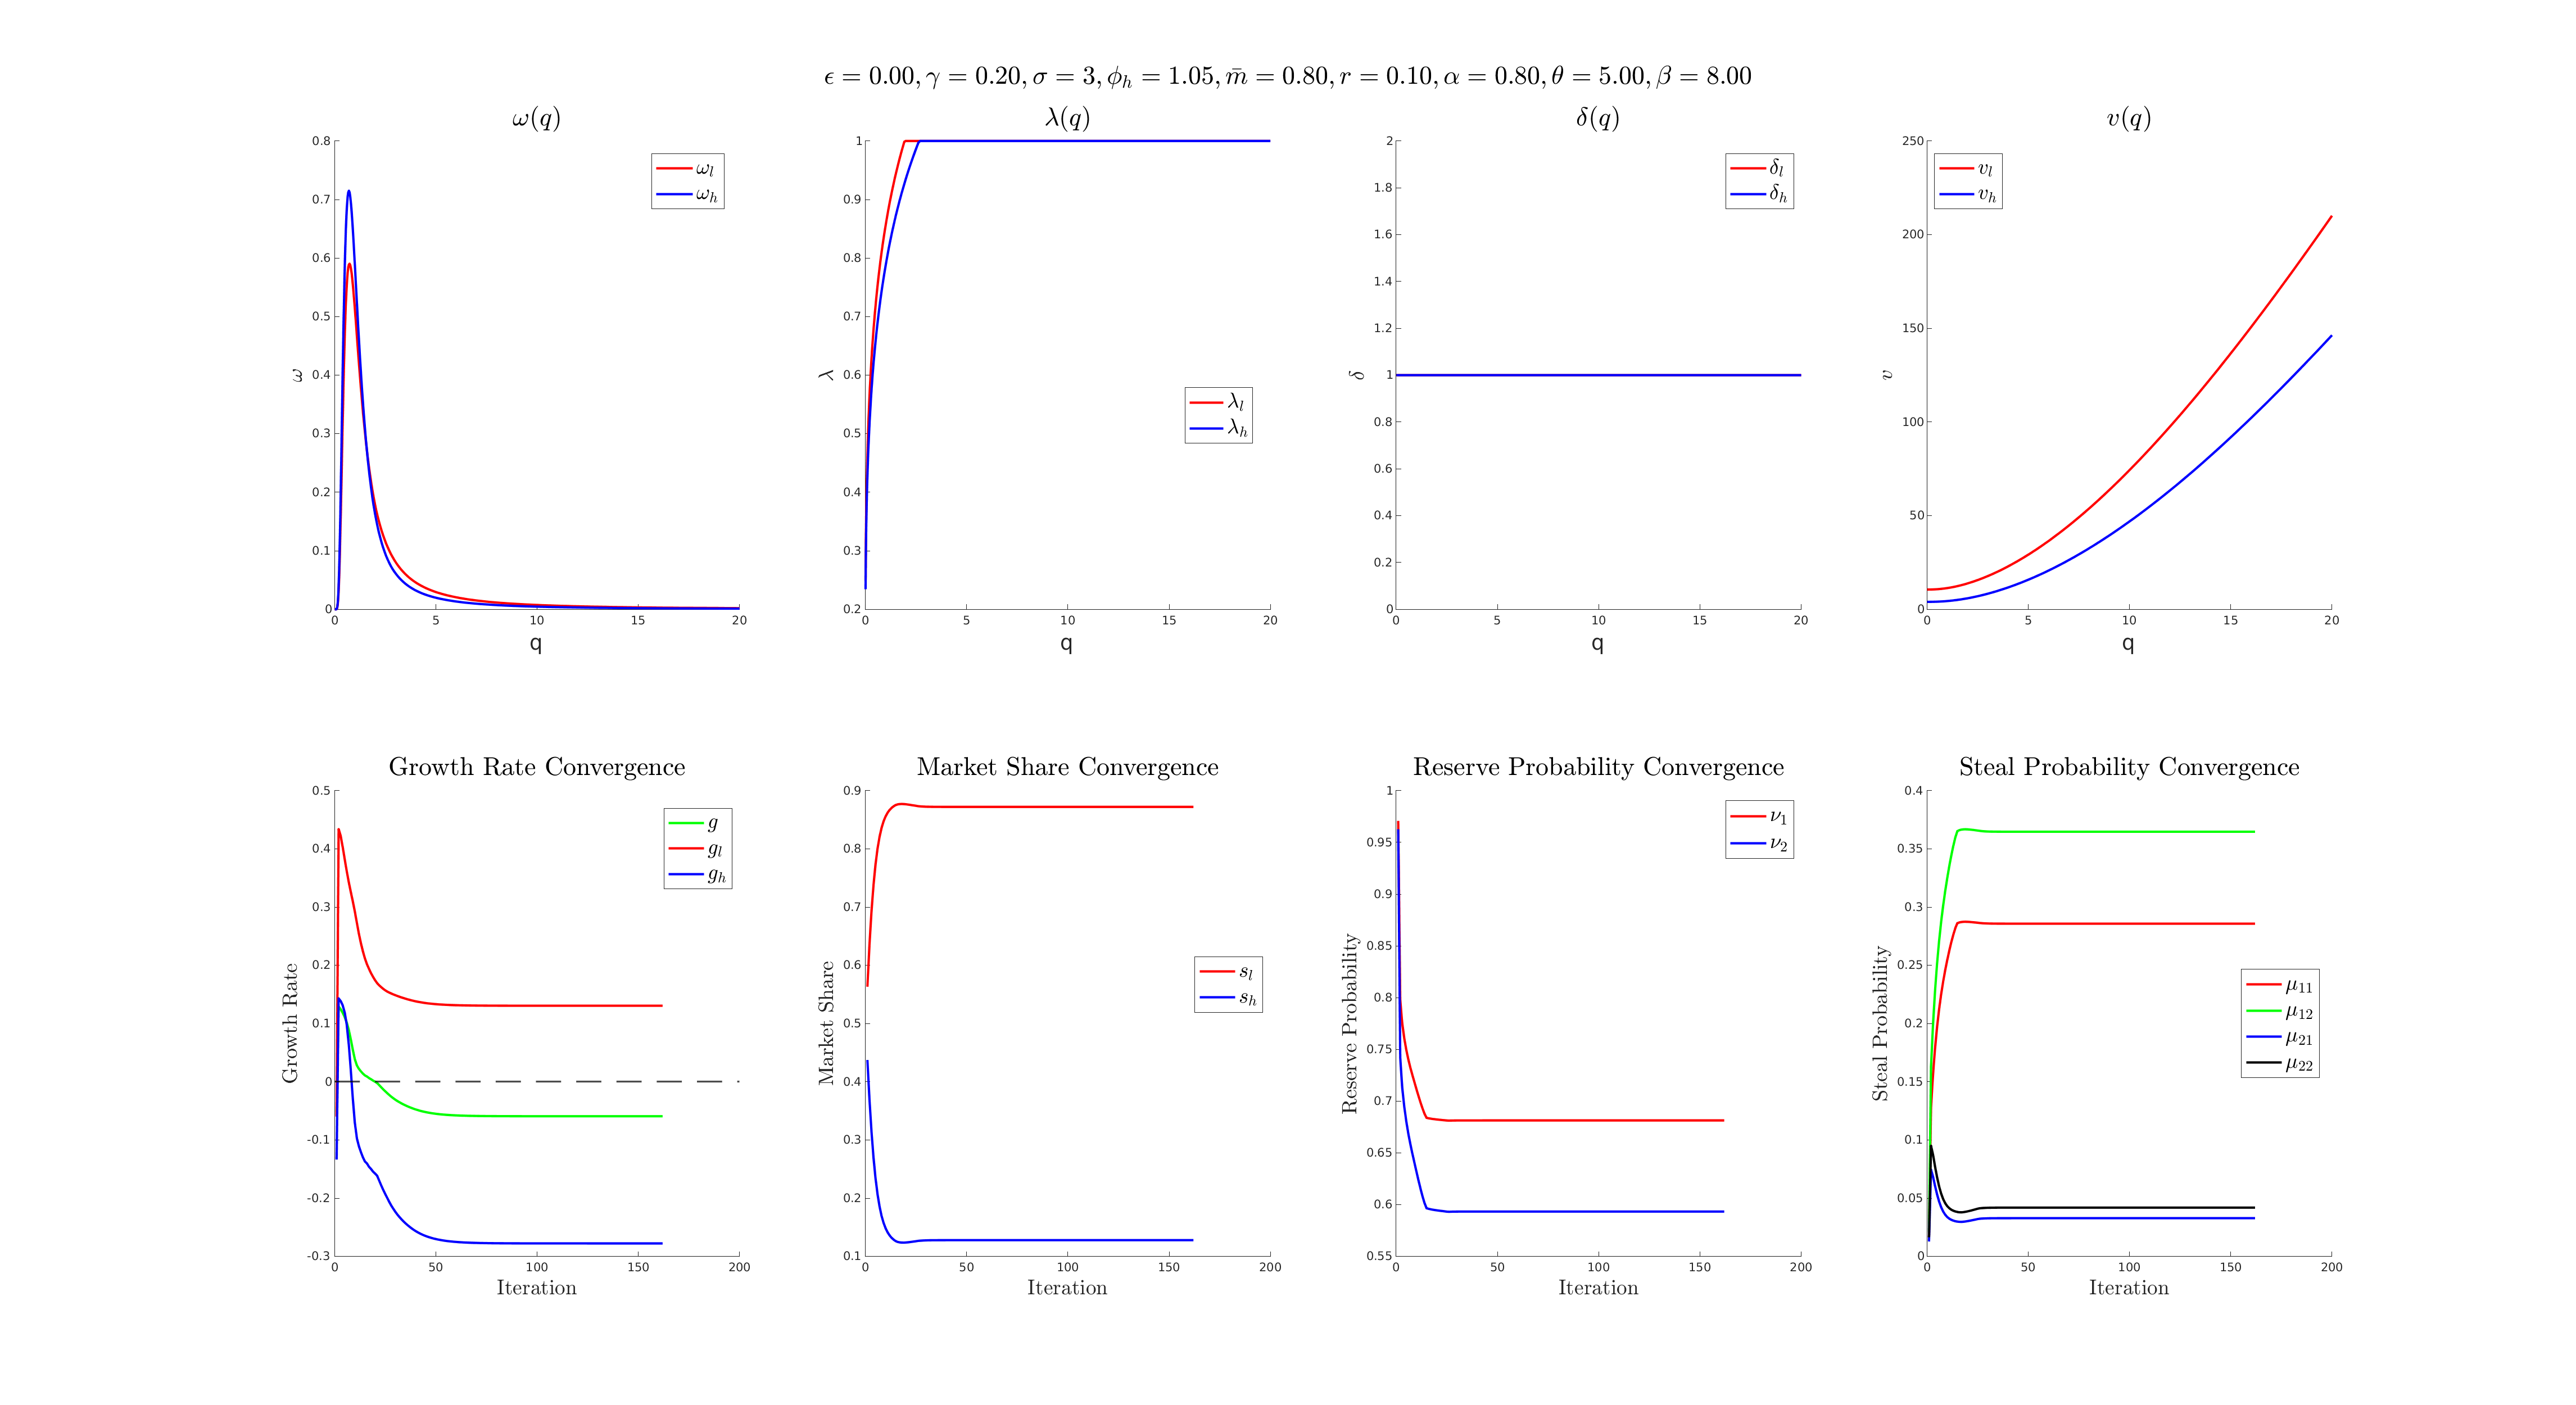 ϵ = 0.00, γ = 0.20, σ = 3, ϕ_h = 1.05, m̄ = 0.80, r = 0.10, α = 0.80, θ = 5.00, β = 8.00
ω(q)
0.8
0.7
0.6
0.5
0.4
0.3
0.2
0.1
0
ω
ω_l
ω_h
0 5 10 15 20
q
λ(q)
1
0.9
0.8
0.7
0.6
0.5
0.4
0.3
0.2
λ
λ_l
λ_h
0 5 10 15 20
q
δ(q)
2
1.8
1.6
1.4
1.2
1
0.8
0.6
0.4
0.2
0
δ
δ_l
δ_h
0 5 10 15 20
q
v(q)
250
200
150
100
50
0
v
v_l
v_h
0 5 10 15 20
q
Growth Rate Convergence
0.5
0.4
0.3
0.2
0.1
0
-0.1
-0.2
-0.3
Growth Rate
g
g_l
g_h
0 50 100 150 200
Iteration
Market Share Convergence
0.9
0.8
0.7
0.6
0.5
0.4
0.3
0.2
0.1
Market Share
s_l
s_h
0 50 100 150 200
Iteration
Reserve Probability Convergence
1
0.95
0.9
0.85
0.8
0.75
0.7
0.65
0.6
0.55
Reserve Probability
ν_1
ν_2
0 50 100 150 200
Iteration
Steal Probability Convergence
0.4
0.35
0.3
0.25
0.2
0.15
0.1
0.05
0
Steal Probability
μ_11
μ_12
μ_21
μ_22
0 50 100 150 200
Iteration